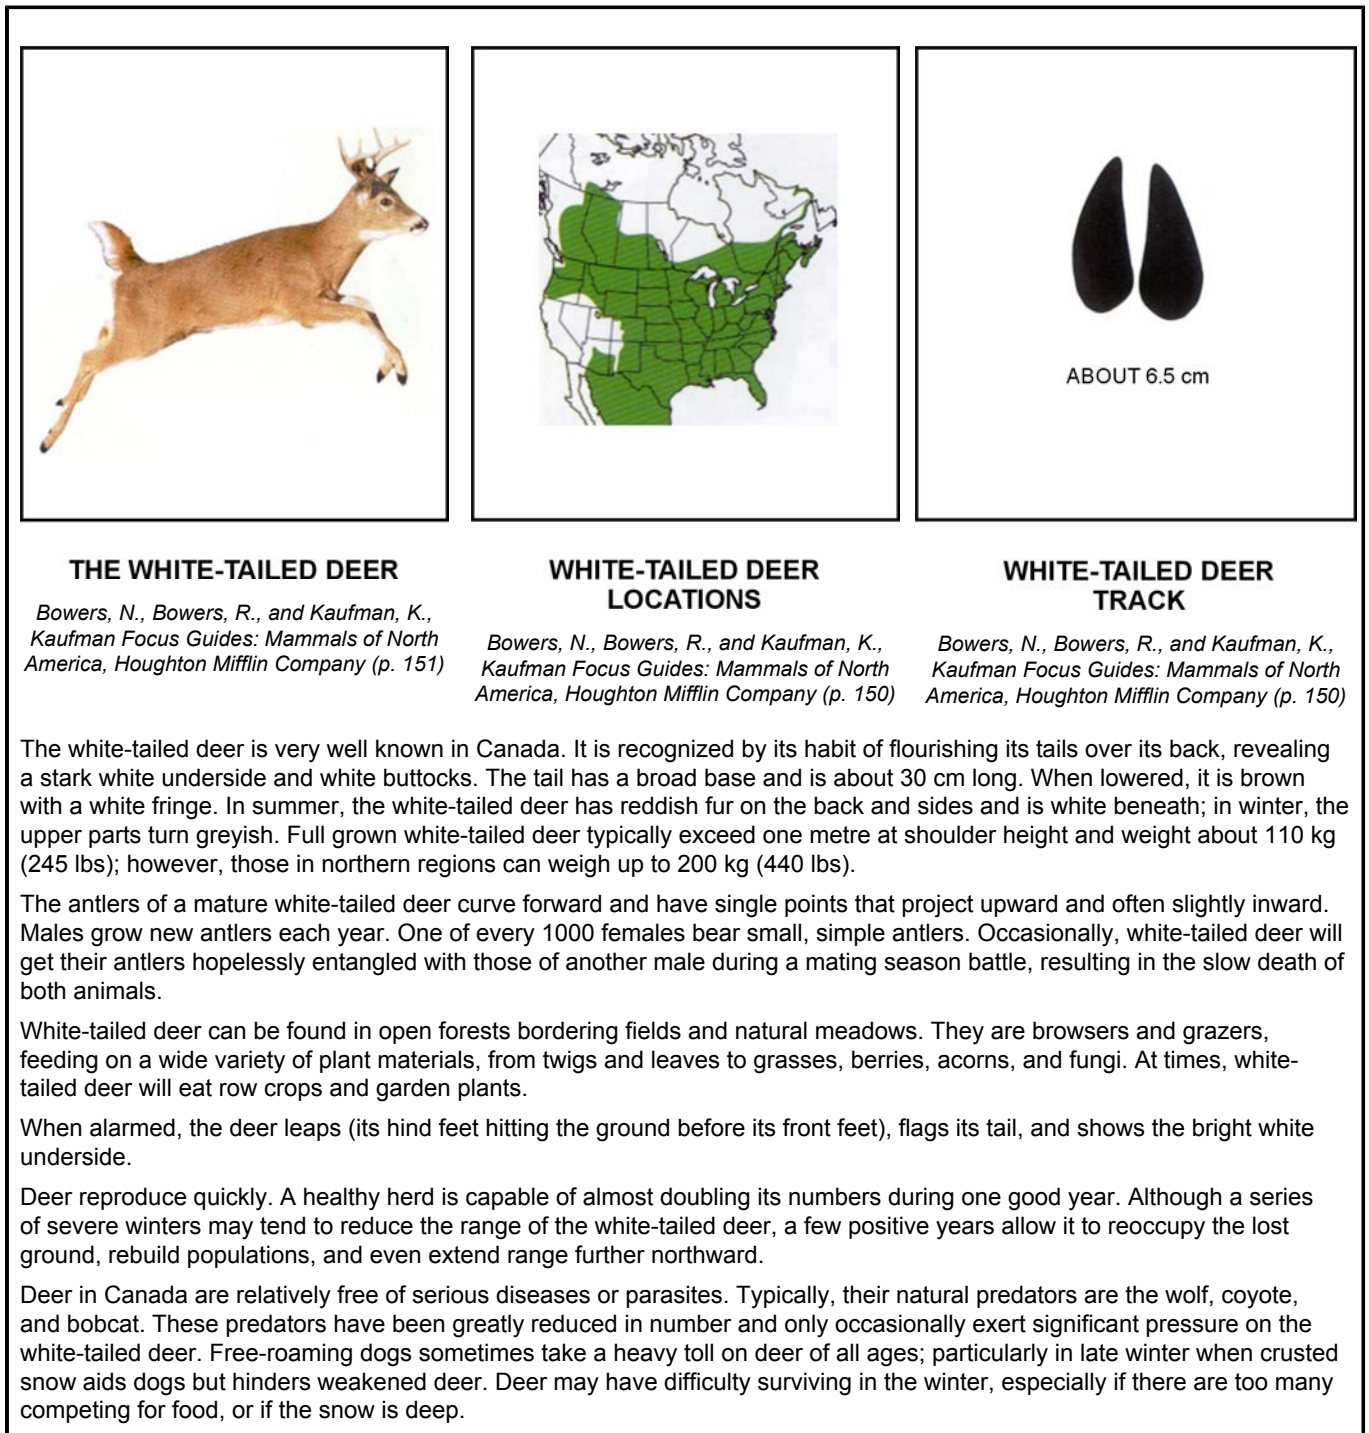 ABOUT 6.5 cm
THE WHITE-TAILED DEER
Bowers, N., Bowers, R., and Kaufman, K.,
Kaufman Focus Guides: Mammals of North
America, Houghton Mifflin Company (p. 151)
WHITE-TAILED DEER
LOCATIONS
Bowers, N., Bowers, R., and Kaufman, K.,
Kaufman Focus Guides: Mammals of North
America, Houghton Mifflin Company (p. 150)
WHITE-TAILED DEER
TRACK
Bowers, N., Bowers, R., and Kaufman, K.,
Kaufman Focus Guides: Mammals of North
America, Houghton Mifflin Company (p. 150)
The white-tailed deer is very well known in Canada. It is recognized by its habit of flourishing its tails over its back, revealing
a stark white underside and white buttocks. The tail has a broad base and is about 30 cm long. When lowered, it is brown
with a white fringe. In summer, the white-tailed deer has reddish fur on the back and sides and is white beneath; in winter, the
upper parts turn greyish. Full grown white-tailed deer typically exceed one metre at shoulder height and weight about 110 kg
(245 lbs); however, those in northern regions can weigh up to 200 kg (440 lbs).
The antlers of a mature white-tailed deer curve forward and have single points that project upward and often slightly inward.
Males grow new antlers each year. One of every 1000 females bear small, simple antlers. Occasionally, white-tailed deer will
get their antlers hopelessly entangled with those of another male during a mating season battle, resulting in the slow death of
both animals.
White-tailed deer can be found in open forests bordering fields and natural meadows. They are browsers and grazers,
feeding on a wide variety of plant materials, from twigs and leaves to grasses, berries, acorns, and fungi. At times, white-
tailed deer will eat row crops and garden plants.
When alarmed, the deer leaps (its hind feet hitting the ground before its front feet), flags its tail, and shows the bright white
underside.
Deer reproduce quickly. A healthy herd is capable of almost doubling its numbers during one good year. Although a series
of severe winters may tend to reduce the range of the white-tailed deer, a few positive years allow it to reoccupy the lost
ground, rebuild populations, and even extend range further northward.
Deer in Canada are relatively free of serious diseases or parasites. Typically, their natural predators are the wolf, coyote,
and bobcat. These predators have been greatly reduced in number and only occasionally exert significant pressure on the
white-tailed deer. Free-roaming dogs sometimes take a heavy toll on deer of all ages; particularly in late winter when crusted
snow aids dogs but hinders weakened deer. Deer may have difficulty surviving in the winter, especially if there are too many
competing for food, or if the snow is deep.